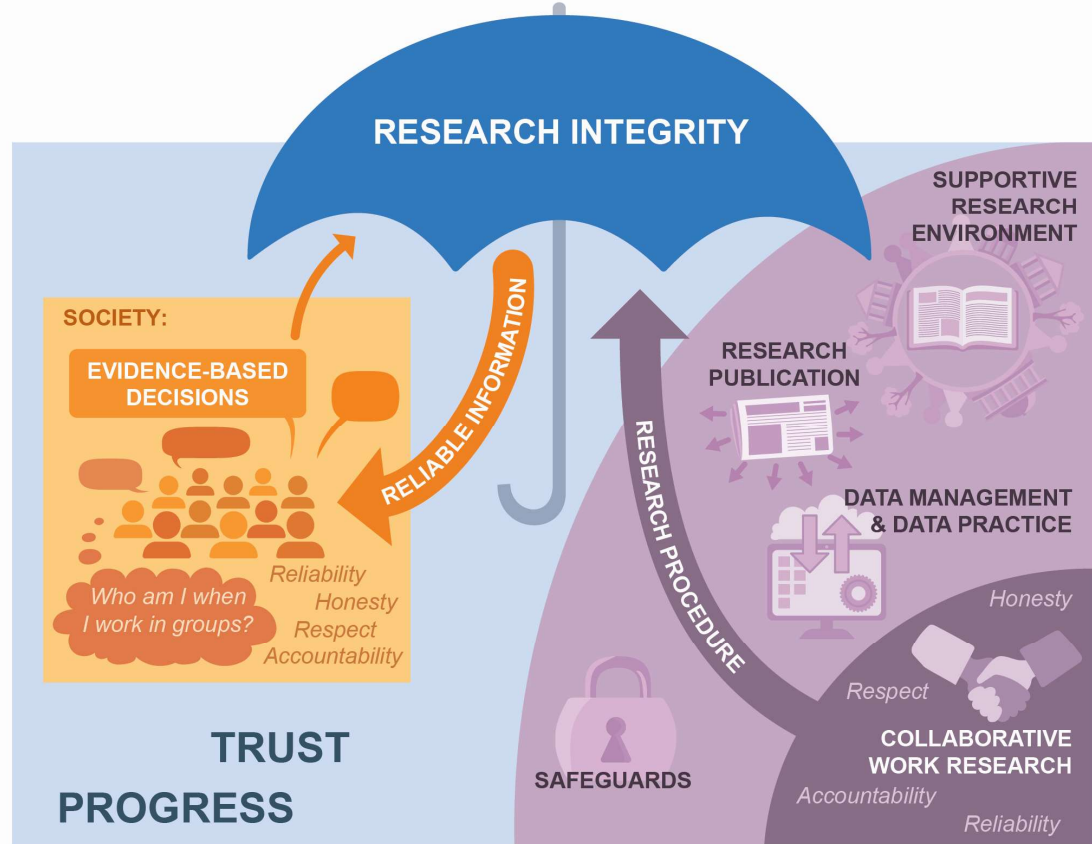 RESEARCH INTEGRITY
SOCIETY:
EVIDENCE-BASED
DECISIONS
Who am I when
I work in groups?
Reliability
Honesty
Respect
Accountability
RELIABLE INFORMATION
TRUST
PROGRESS
RESEARCH PROCEDURE
SUPPORTIVE
RESEARCH
ENVIRONMENT
RESEARCH
PUBLICATION
DATA MANAGEMENT
& DATA PRACTICE
SAFEGUARDS
Honesty
Respect
COLLABORATIVE
WORK RESEARCH
Accountability
Reliability